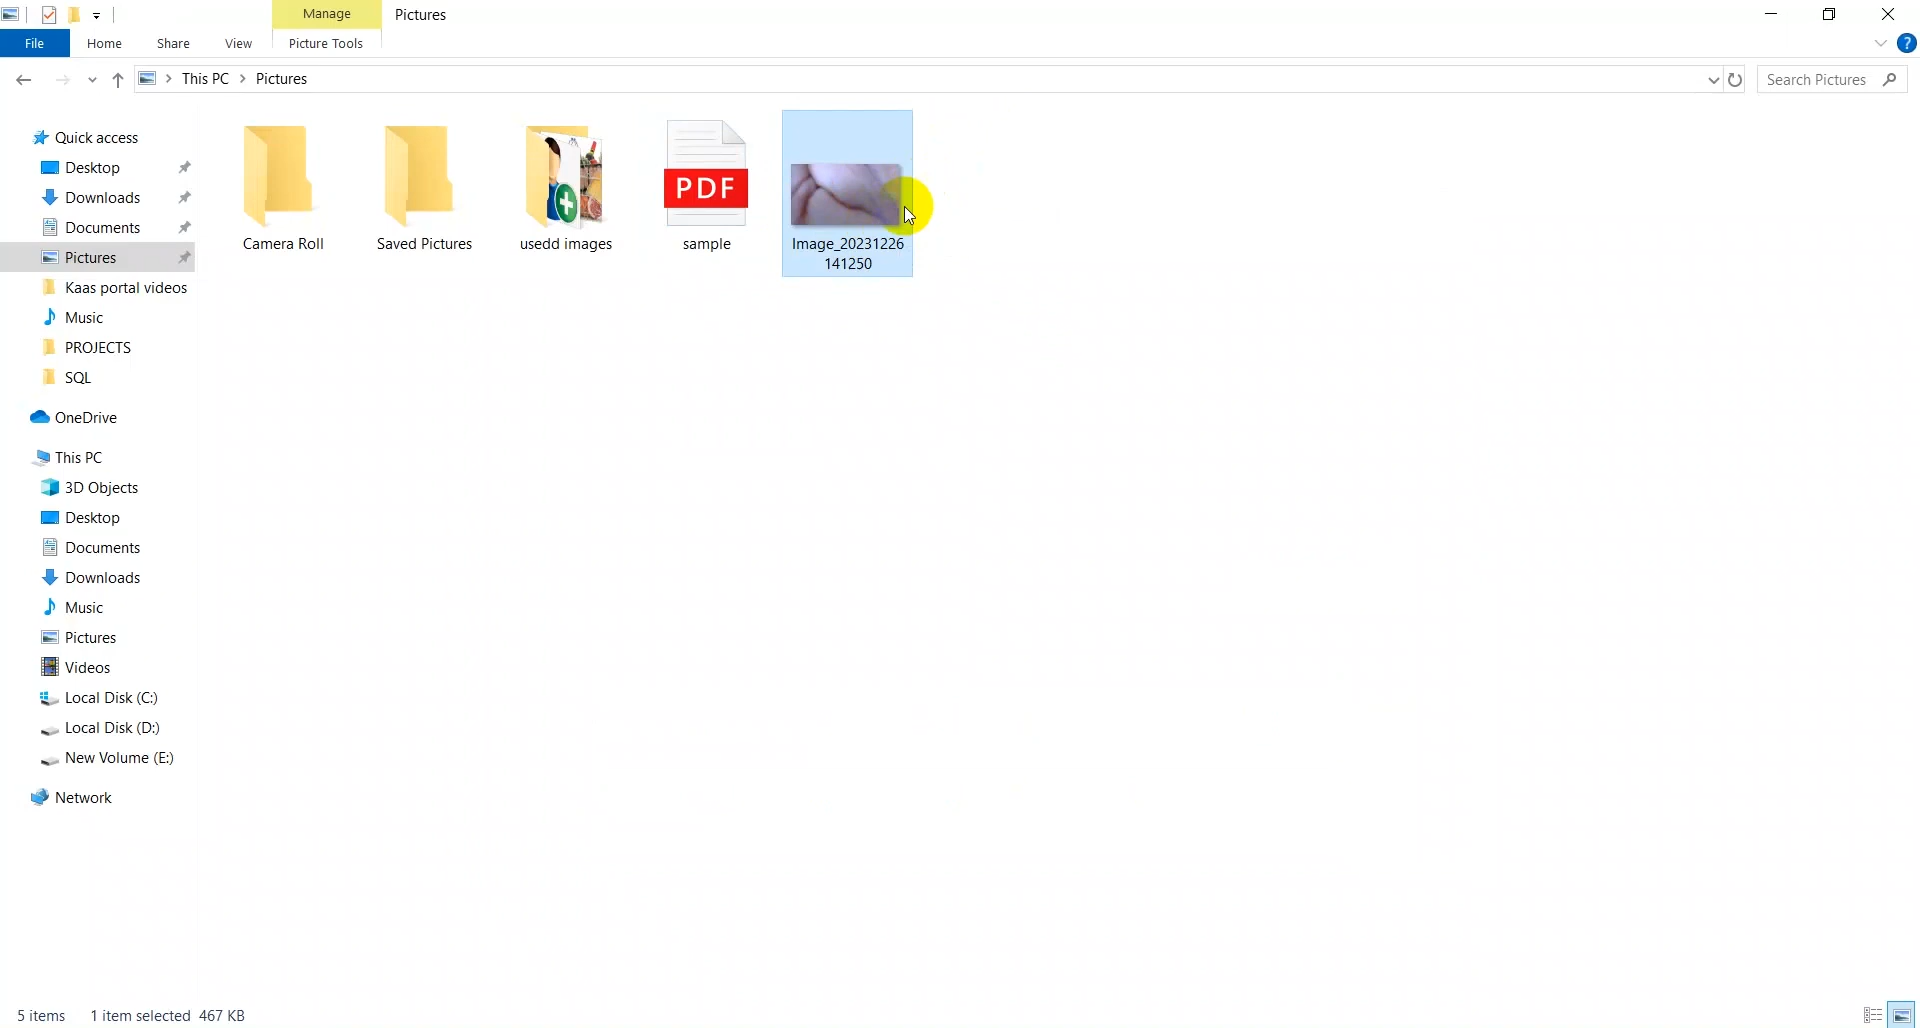 Manage
Pictures
File
Home
Share
View
Picture Tools
?
This PC
Pictures
Search Pictures
Quick access
Desktop
Downloads
Documents
Pictures
Kaas portal videos
Music
PROJECTS
SQL
OneDrive
This PC
3D Objects
Desktop
Documents
Downloads
Music
Pictures
Videos
Local Disk (C:)
Local Disk (D:)
New Volume (E:)
Network
Camera Roll
Saved Pictures
usedd images
PDF
sample
Image_20231226
141250
5 items
1 item selected 467 KB